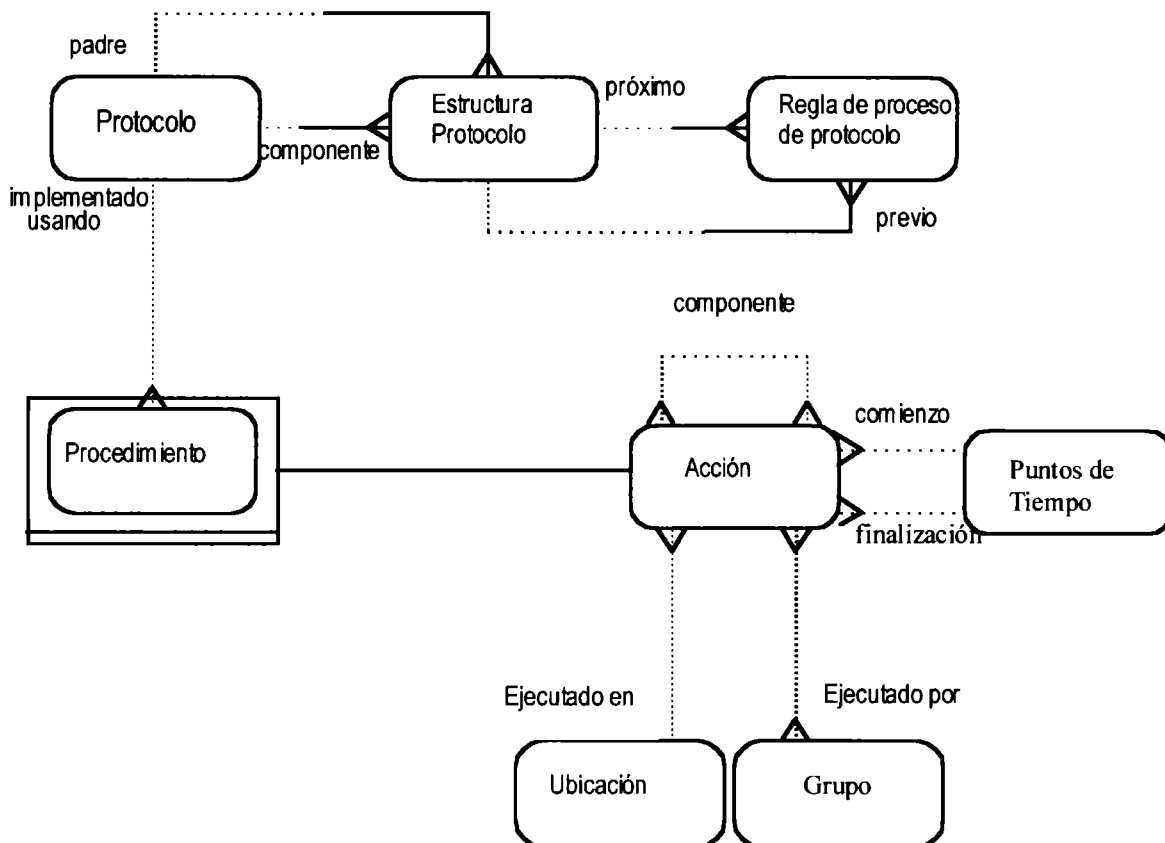 padre
Protocolo
componente
Estructura
Protocolo
próximo
Regla de proceso
de protocolo
previo
implementado
usando
Procedimiento
componente
Acción
comienzo
finalización
Puntos de
Tiempo
Ejecutado en
Ejecutado por
Ubicación
Grupo